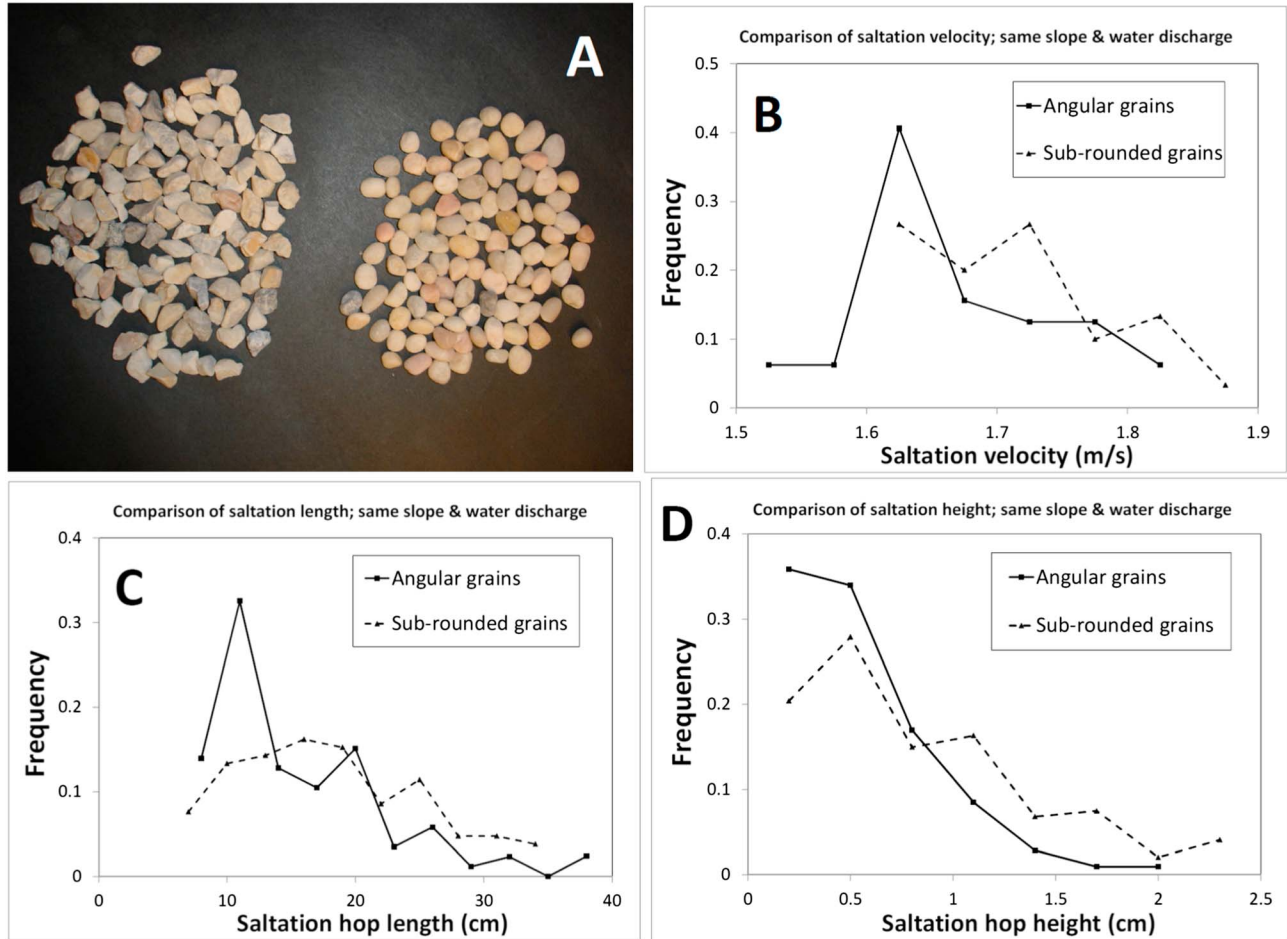 A
Comparison of saltation velocity; same slope & water discharge
B
Angular grains
Sub-rounded grains
0.5
0.4
0.3
0.2
0.1
0
Frequency
1.5 1.6 1.7 1.8 1.9
Saltation velocity (m/s)
Comparison of saltation length; same slope & water discharge
C
Angular grains
Sub-rounded grains
0.4
0.3
0.2
0.1
0
Frequency
0 10 20 30 40
Saltation hop length (cm)
D
Comparison of saltation height; same slope & water discharge
Angular grains
Sub-rounded grains
0.4
0.3
0.2
0.1
0
Frequency
0 0.5 1 1.5 2 2.5
Saltation hop height (cm)